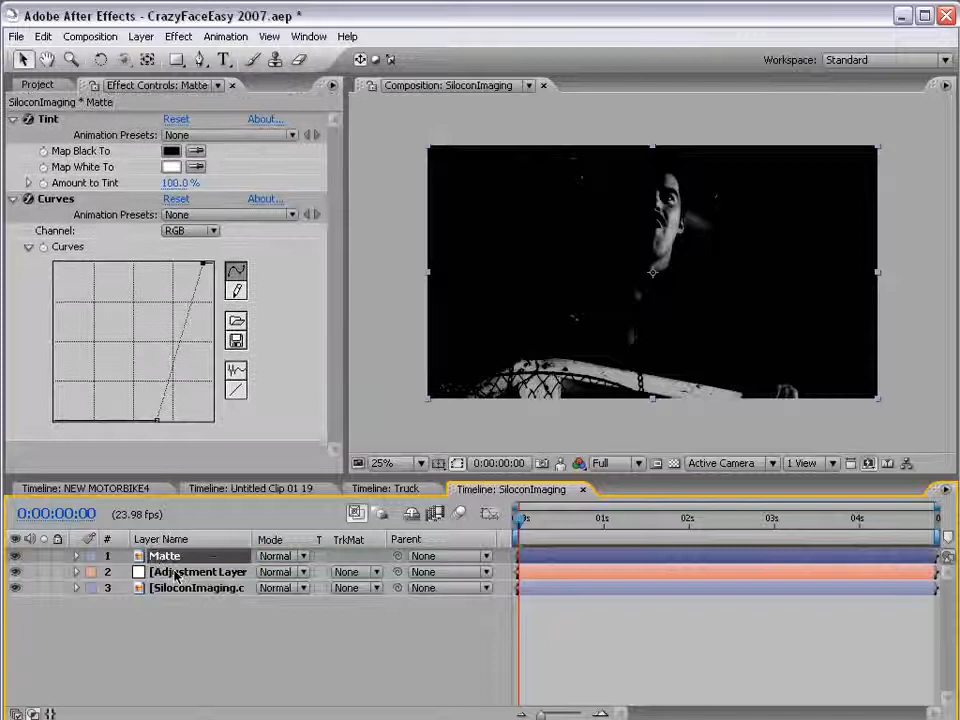 Adobe After Effects - CrazyFaceEasy 2007.aep *
File Edit Composition Layer Effect Animation View Window Help
Workspace: Standard
Project Effect Controls: Matte
Composition: SiloconImaging
SiloconImaging * Matte
Tint Reset About...
Animation Presets: None
Map Black To
Map White To
Amount to Tint 100.0 %
Curves Reset About...
Animation Presets: None
Channel: RGB
Curves
25% 0:00:00:00 Full Active Camera 1 View
Timeline: NEW MOTORBIKE4 Timeline: Untitled Clip 01 19 Timeline: Truck Timeline: SiloconImaging
0:00:00:00 (23.98 fps)
0s 01s 02s 03s 04s 0
# Layer Name Mode T TrkMat Parent
1 Matte Normal None
2 [Adjustment Layer Normal None None
3 [SiloconImaging.c Normal None None